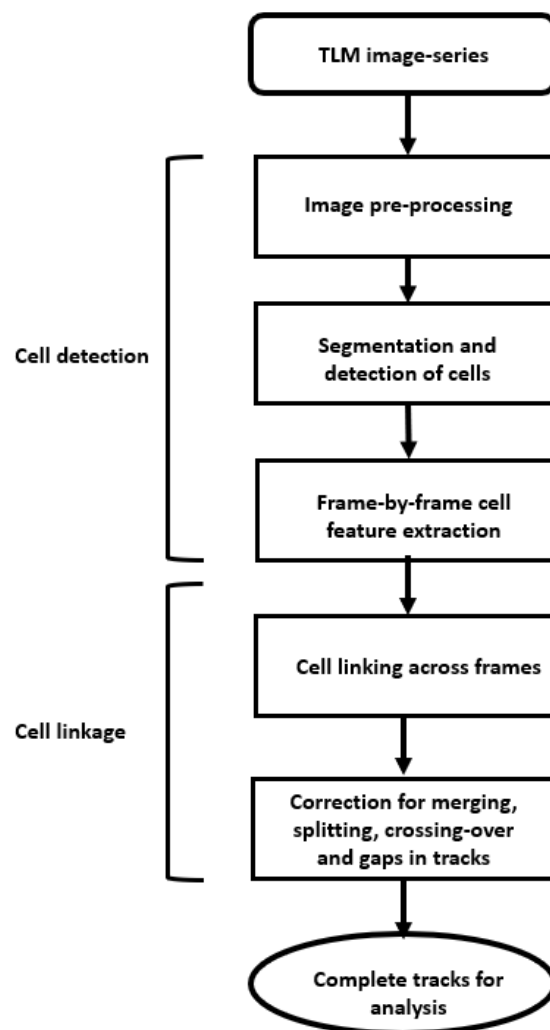 TLM image-series
Image pre-processing
Cell detection
Segmentation and
detection of cells
Frame-by-frame cell
feature extraction
Cell linkage
Cell linking across frames
Correction for merging,
splitting, crossing-over
and gaps in tracks
Complete tracks for
analysis